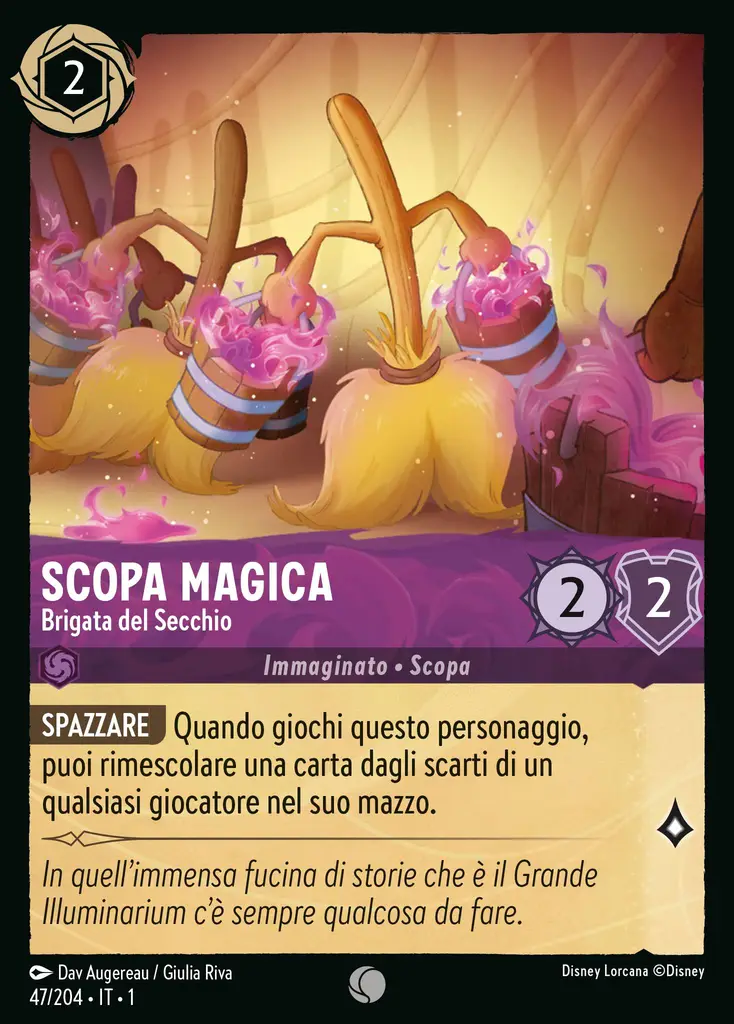 2
SCOPA MAGICA
Brigata del Secchio
2
2
Immaginato • Scopa
SPAZZARE Quando giochi questo personaggio,
puoi rimescolare una carta dagli scarti di un
qualsiasi giocatore nel suo mazzo.
In quell'immensa fucina di storie che è il Grande
Illuminarium c'è sempre qualcosa da fare.
Dav Augereau / Giulia Riva
Disney Lorcana ©Disney
47/204 • IT • 1